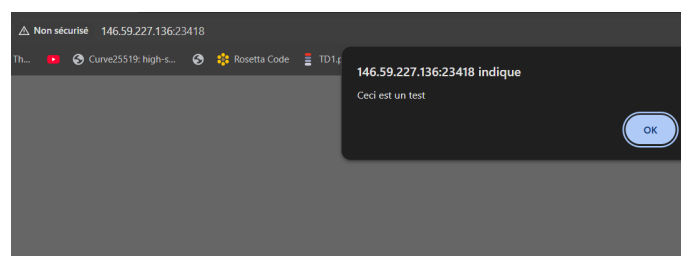 Non sécurisé 146.59.227.136:23418
Th... Curve25519: high-s... Rosetta Code TD1.p
146.59.227.136:23418 indique
Ceci est un test
OK